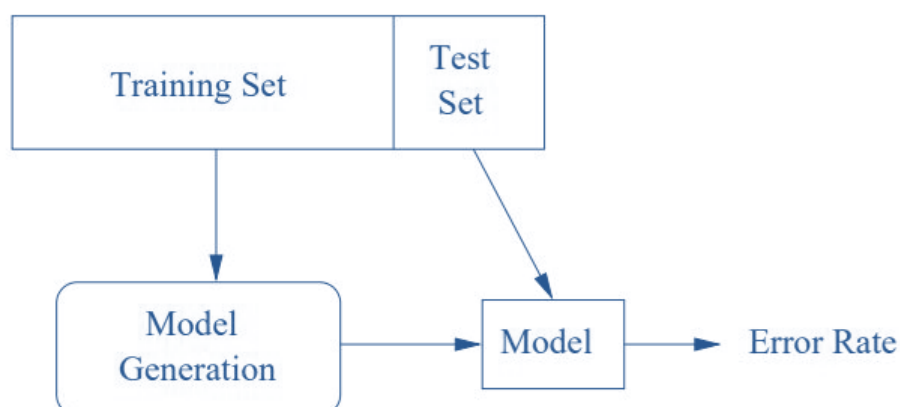 Training Set
Test
Set
Model
Generation
Model
Error Rate